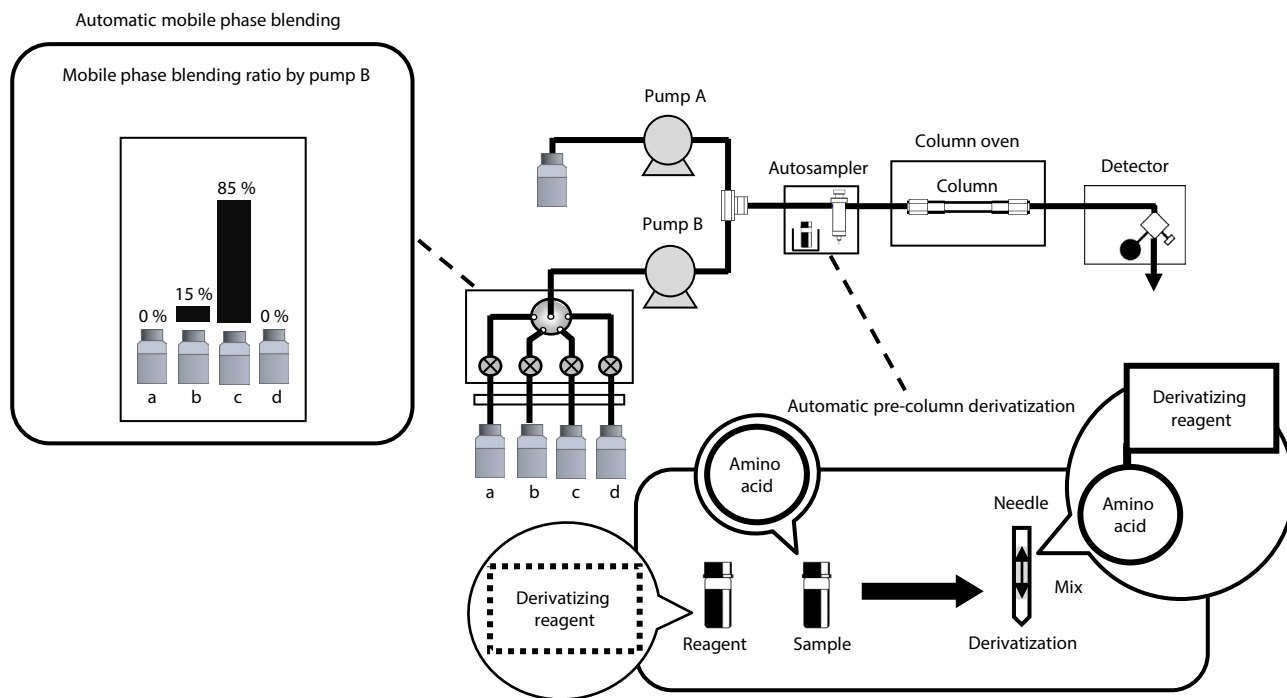 Automatic mobile phase blending
Mobile phase blending ratio by pump B
0 %
15 %
85 %
0 %
a
b
c
d
Pump A
Pump B
Autosampler
Column oven
Column
Detector
a
b
c
d
Automatic pre-column derivatization
Derivatizing
reagent
Amino
acid
Amino
acid
Needle
Mix
Derivatizing
reagent
Reagent
Sample
Derivatization